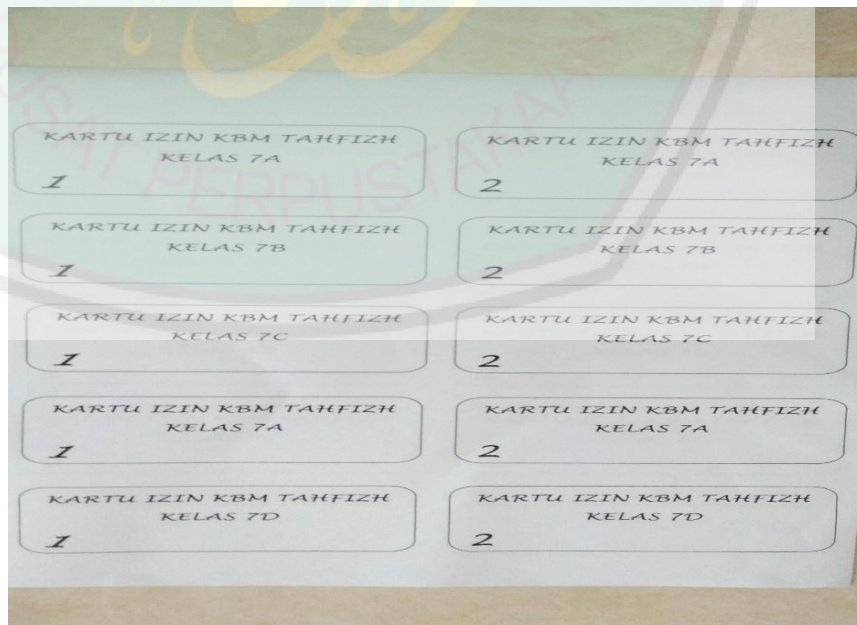 KARTU IZIN KBM TAHFIZH
KELAS 7A
1
KARTU IZIN KBM TAHFIZH
KELAS 7A
2
KARTU IZIN KBM TAHFIZH
KELAS 7B
1
KARTU IZIN KBM TAHFIZH
KELAS 7B
2
KARTU IZIN KBM TAHFIZH
KELAS 7C
1
KARTU IZIN KBM TAHFIZH
KELAS 7C
2
KARTU IZIN KBM TAHFIZH
KELAS 7A
1
KARTU IZIN KBM TAHFIZH
KELAS 7A
2
KARTU IZIN KBM TAHFIZH
KELAS 7D
1
KARTU IZIN KBM TAHFIZH
KELAS 7D
2
PUSAT PERPUSTAKAAN